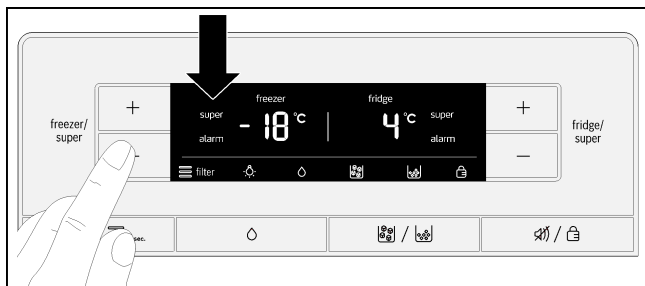 freezer/
super
+
super
alarm
freezer
-18 °C
fridge
4 °C
super
alarm
filter
+
−
fridge/
super
sec.
/
/